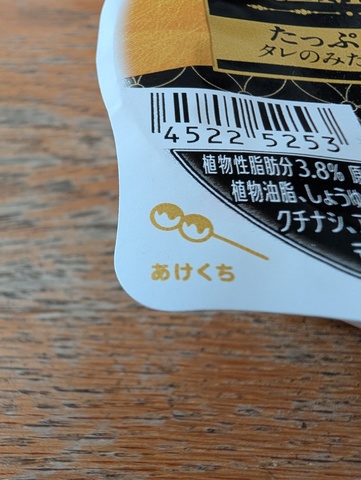 たっぷ
タレのみた
4522 5253
植物性脂肪分3.8% 原
植物油脂、しょうゆ
クチナシ、
あけくち